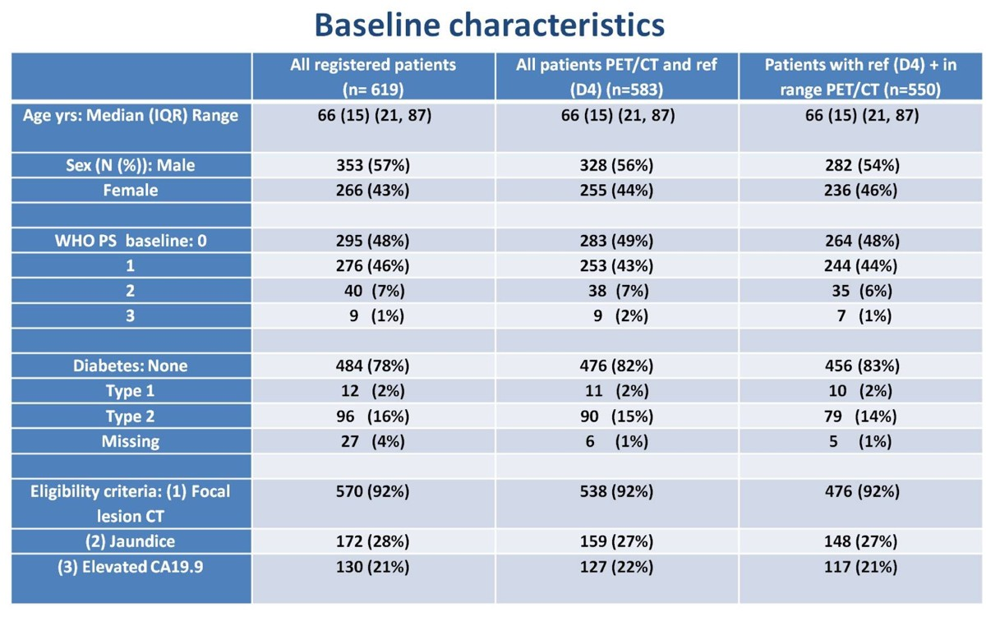 Baseline characteristics
All registered patients (n= 619) All patients PET/CT and ref (D4) (n=583) Patients with ref (D4) + in range PET/CT (n=550)
Age yrs: Median (IQR) Range 66 (15) (21, 87) 66 (15) (21, 87) 66 (15) (21, 87)
Sex (N (%)): Male 353 (57%) 328 (56%) 282 (54%)
Female 266 (43%) 255 (44%) 236 (46%)
WHO PS baseline: 0 295 (48%) 283 (49%) 264 (48%)
1 276 (46%) 253 (43%) 244 (44%)
2 40 (7%) 38 (7%) 35 (6%)
3 9 (1%) 9 (2%) 7 (1%)
Diabetes: None 484 (78%) 476 (82%) 456 (83%)
Type 1 12 (2%) 11 (2%) 10 (2%)
Type 2 96 (16%) 90 (15%) 79 (14%)
Missing 27 (4%) 6 (1%) 5 (1%)
Eligibility criteria: (1) Focal lesion CT 570 (92%) 538 (92%) 476 (92%)
(2) Jaundice 172 (28%) 159 (27%) 148 (27%)
(3) Elevated CA19.9 130 (21%) 127 (22%) 117 (21%)